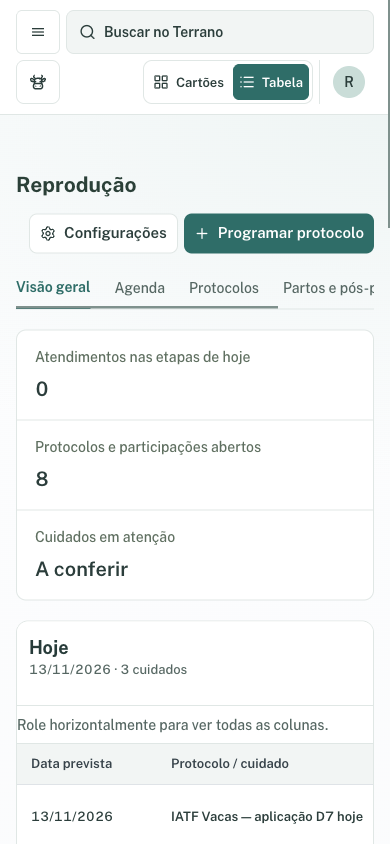 Buscar no Terrano
Cartões
Tabela
R
Reprodução
Configurações
Programar protocolo
Visão geral
Agenda
Protocolos
Partos e pós-p
Atendimentos nas etapas de hoje
0
Protocolos e participações abertos
8
Cuidados em atenção
A conferir
Hoje
13/11/2026 · 3 cuidados
Role horizontalmente para ver todas as colunas.
Data prevista
Protocolo / cuidado
13/11/2026
IATF Vacas — aplicação D7 hoje